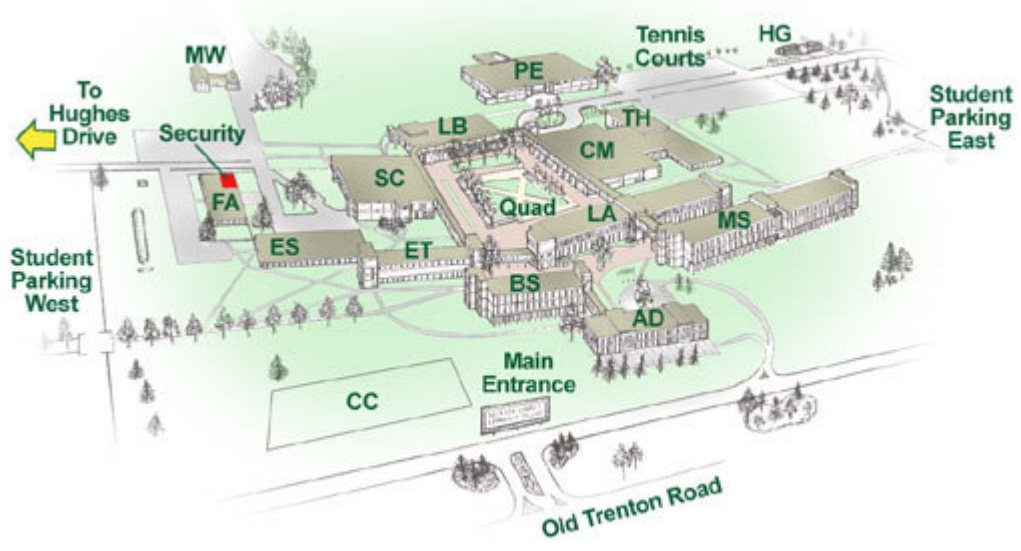 MW
PE
Tennis
Courts
HG
To
Hughes
Drive
Security
LB
TH
Student
Parking
East
CM
SC
FA
Quad
LA
MS
ES
ET
Student
Parking
West
BS
AD
Main
Entrance
CC
Old Trenton Road